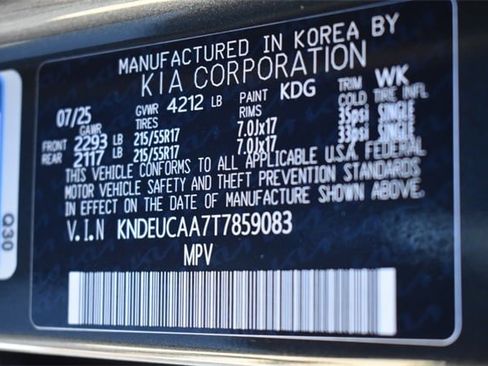 MANUFACTURED IN KOREA BY
KIA CORPORATION
07/25 GVWR 4212 LB PAINT KDG TRIM WK
GAWR TIRES RIMS COLD TIRE INFL
FRONT 2293 LB 215/55R17 7.0Jx17 35psi SINGLE
REAR 2117 LB 215/55R17 7.0Jx17 33psi SINGLE
THIS VEHICLE CONFORMS TO ALL APPLICABLE U.S.A. FEDERAL
MOTOR VEHICLE SAFETY AND THEFT PREVENTION STANDARDS
IN EFFECT ON THE DATE OF MANUFACTURE SHOWN ABOVE.
V.I.N KNDEUCAA7T7859083
MPV
Q30